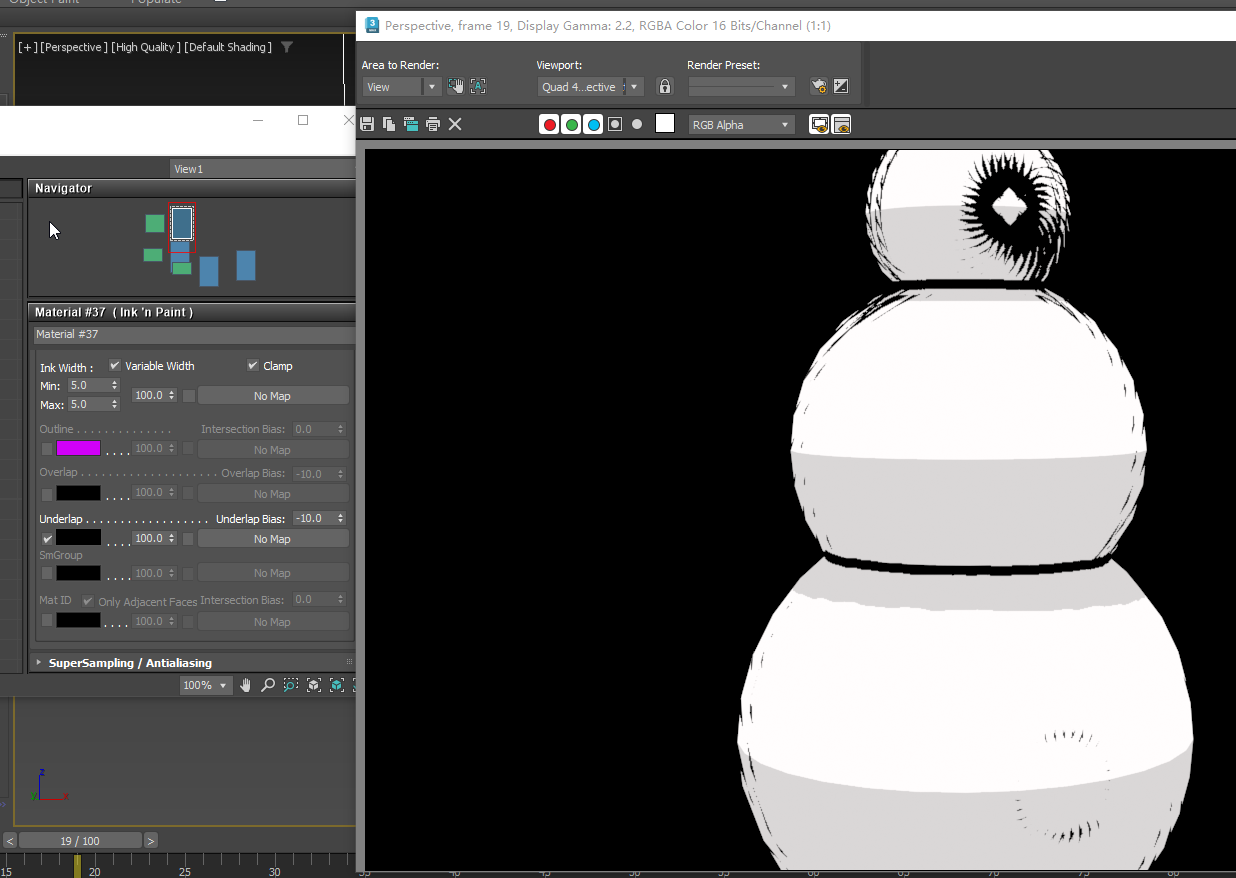 Object Paint Populate
Perspective, frame 19, Display Gamma: 2.2, RGBA Color 16 Bits/Channel (1:1)
[+] [Perspective ] [High Quality ] [Default Shading ]
Area to Render:
Viewport:
Render Preset:
View
Quad 4...ective
RGB Alpha
View1
Navigator
Material #37 ( Ink 'n Paint )
Material #37
Ink Width :
Variable Width
Clamp
Min: 5.0
100.0
No Map
Max: 5.0
Outline . . . . . . . . . . . . . .
Intersection Bias: 0.0
. . . . 100.0
No Map
Overlap . . . . . . . . . . . . . . . . . . . . Overlap Bias: -10.0
. . . . 100.0
No Map
Underlap . . . . . . . . . . . . . . . . . . Underlap Bias: -10.0
. . . . 100.0
No Map
SmGroup
. . . . 100.0
No Map
Mat ID
Only Adjacent Faces
Intersection Bias: 0.0
. . . . 100.0
No Map
SuperSampling / Antialiasing
100%
z
y
x
< 19 / 100 >
15 20 25 30